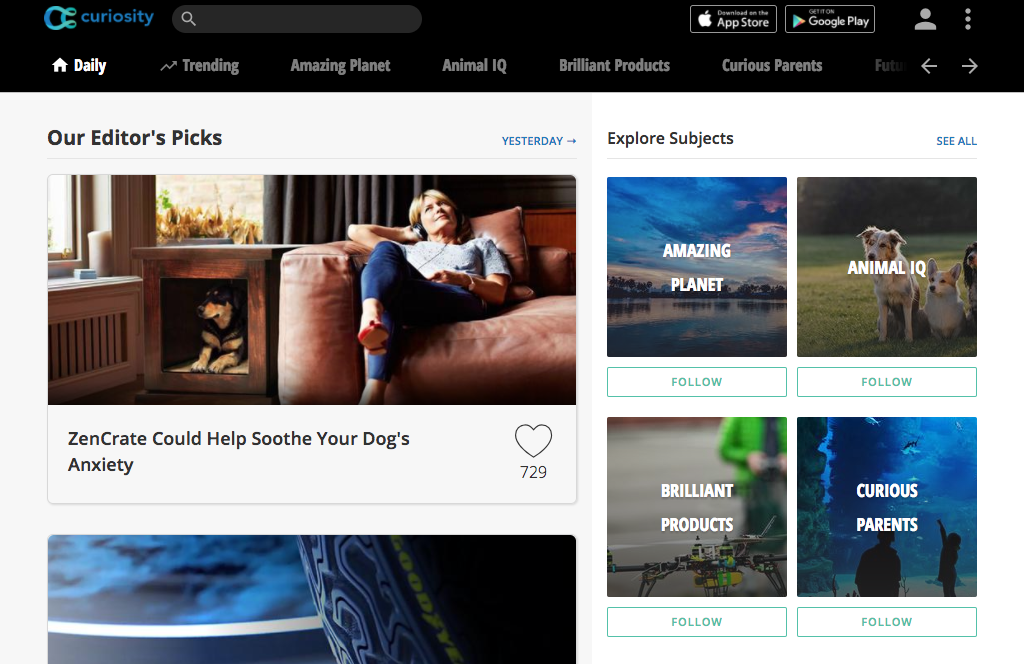 curiosity
Download on the
App Store
GET IT ON
Google Play
Daily
Trending
Amazing Planet
Animal IQ
Brilliant Products
Curious Parents
Our Editor's Picks
YESTERDAY →
ZenCrate Could Help Soothe Your Dog's
Anxiety
729
GOODYE
Explore Subjects
SEE ALL
AMAZING
PLANET
ANIMAL IQ
FOLLOW
FOLLOW
BRILLIANT
PRODUCTS
CURIOUS
PARENTS
FOLLOW
FOLLOW